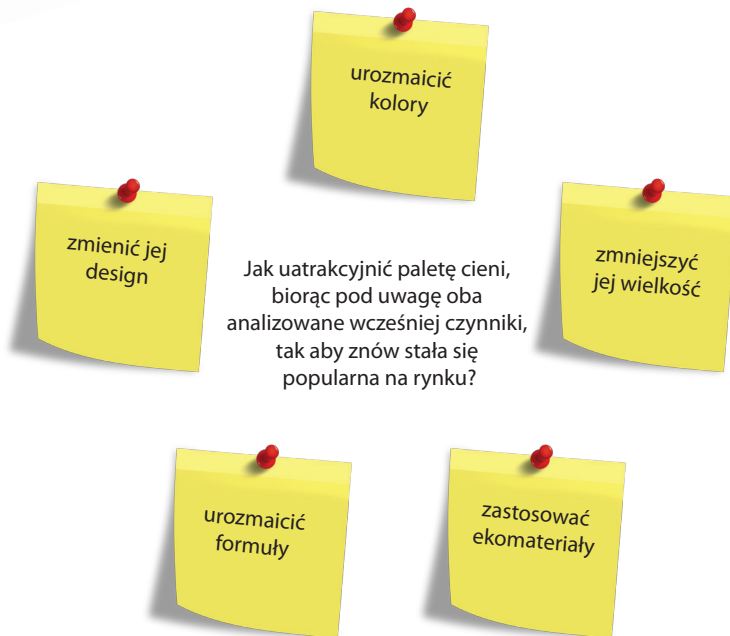 urozmaicić
kolory
zmienić jej
design
zmniejszyć
jej wielkość
Jak uatrakcyjnić paletę cieni,
biorąc pod uwagę oba
analizowane wcześniej czynniki,
tak aby znów stała się
popularna na rynku?
urozmaicić
formuły
zastosować
ekomateriały